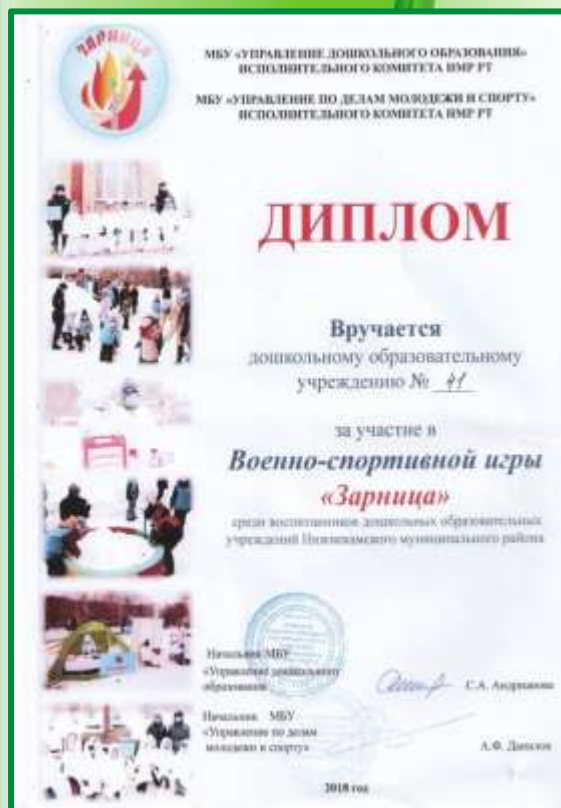 ЗАРНИЦА
МБУ «УПРАВЛЕНИЕ ДОШКОЛЬНОГО ОБРАЗОВАНИЯ»
ИСПОЛНИТЕЛЬНОГО КОМИТЕТА НМР РТ
МБУ «УПРАВЛЕНИЕ ПО ДЕЛАМ МОЛОДЕЖИ И СПОРТУ»
ИСПОЛНИТЕЛЬНОГО КОМИТЕТА НМР РТ
ДИПЛОМ
Вручается
дошкольному образовательному
учреждению № 41
за участие в
Военно-спортивной игры
«Зарница»
среди воспитанников дошкольных образовательных
учреждений Нижнекамского муниципального района
Начальник МБУ
«Управление дошкольного
образования
С.А. Андрианова
Начальник МБУ
«Управление по делам
молодежи и спорту»
А.Ф. Данилов
2018 год